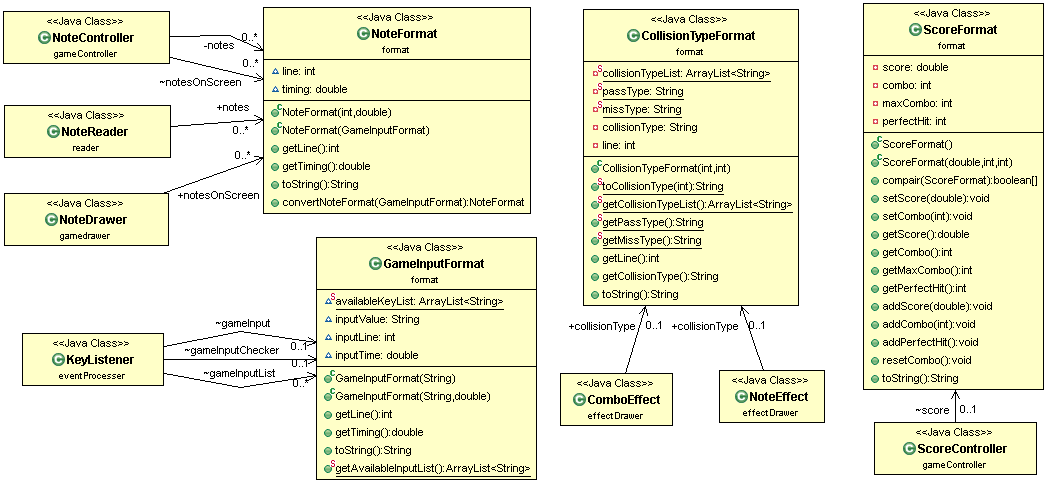 <<Java Class>>
NoteController
gameController
-notes
0..*
0..*
~notesOnScreen
<<Java Class>>
NoteReader
reader
+notes
0..*
<<Java Class>>
NoteDrawer
gamedrawer
0..*
+notesOnScreen
<<Java Class>>
NoteFormat
format
line: int
timing: double
NoteFormat(int,double)
NoteFormat(GameInputFormat)
getLine():int
getTiming():double
toString():String
convertNoteFormat(GameInputFormat):NoteFormat
<<Java Class>>
KeyListener
eventProcesser
~gameInput
0..1
~gameInputChecker
0..1
~gameInputList
0..*
<<Java Class>>
GameInputFormat
format
availableKeyList: ArrayList<String>
inputValue: String
inputLine: int
inputTime: double
GameInputFormat(String)
GameInputFormat(String,double)
getLine():int
getTiming():double
toString():String
getAvailableInputList():ArrayList<String>
<<Java Class>>
CollisionTypeFormat
format
collisionTypeList: ArrayList<String>
passType: String
missType: String
collisionType: String
line: int
CollisionTypeFormat(int,int)
toCollisionType(int):String
getCollisionTypeList():ArrayList<String>
getPassType():String
getMissType():String
getLine():int
getCollisionType():String
toString():String
+collisionType
0..1
+collisionType
0..1
<<Java Class>>
ComboEffect
effectDrawer
<<Java Class>>
NoteEffect
effectDrawer
<<Java Class>>
ScoreFormat
format
score: double
combo: int
maxCombo: int
perfectHit: int
ScoreFormat()
ScoreFormat(double,int,int)
compair(ScoreFormat):boolean[]
setScore(double):void
setCombo(int):void
getScore():double
getCombo():int
getMaxCombo():int
getPerfectHit():int
addScore(double):void
addCombo(int):void
addPerfectHit():void
resetCombo():void
toString():String
~score
0..1
<<Java Class>>
ScoreController
gameController